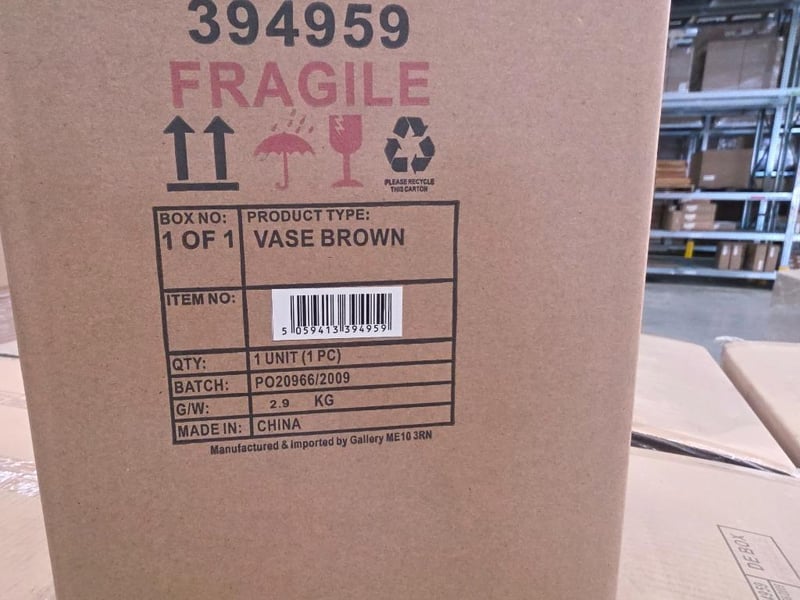 394959
FRAGILE
PLEASE RECYCLE
THIS CARTON
BOX NO: PRODUCT TYPE:
1 OF 1 VASE BROWN
ITEM NO:
5 059413 394959
QTY: 1 UNIT (1 PC)
BATCH: PO20966/2009
G/W: 2.9 KG
MADE IN: CHINA
Manufactured & imported by Gallery ME10 3RN
DE BOX